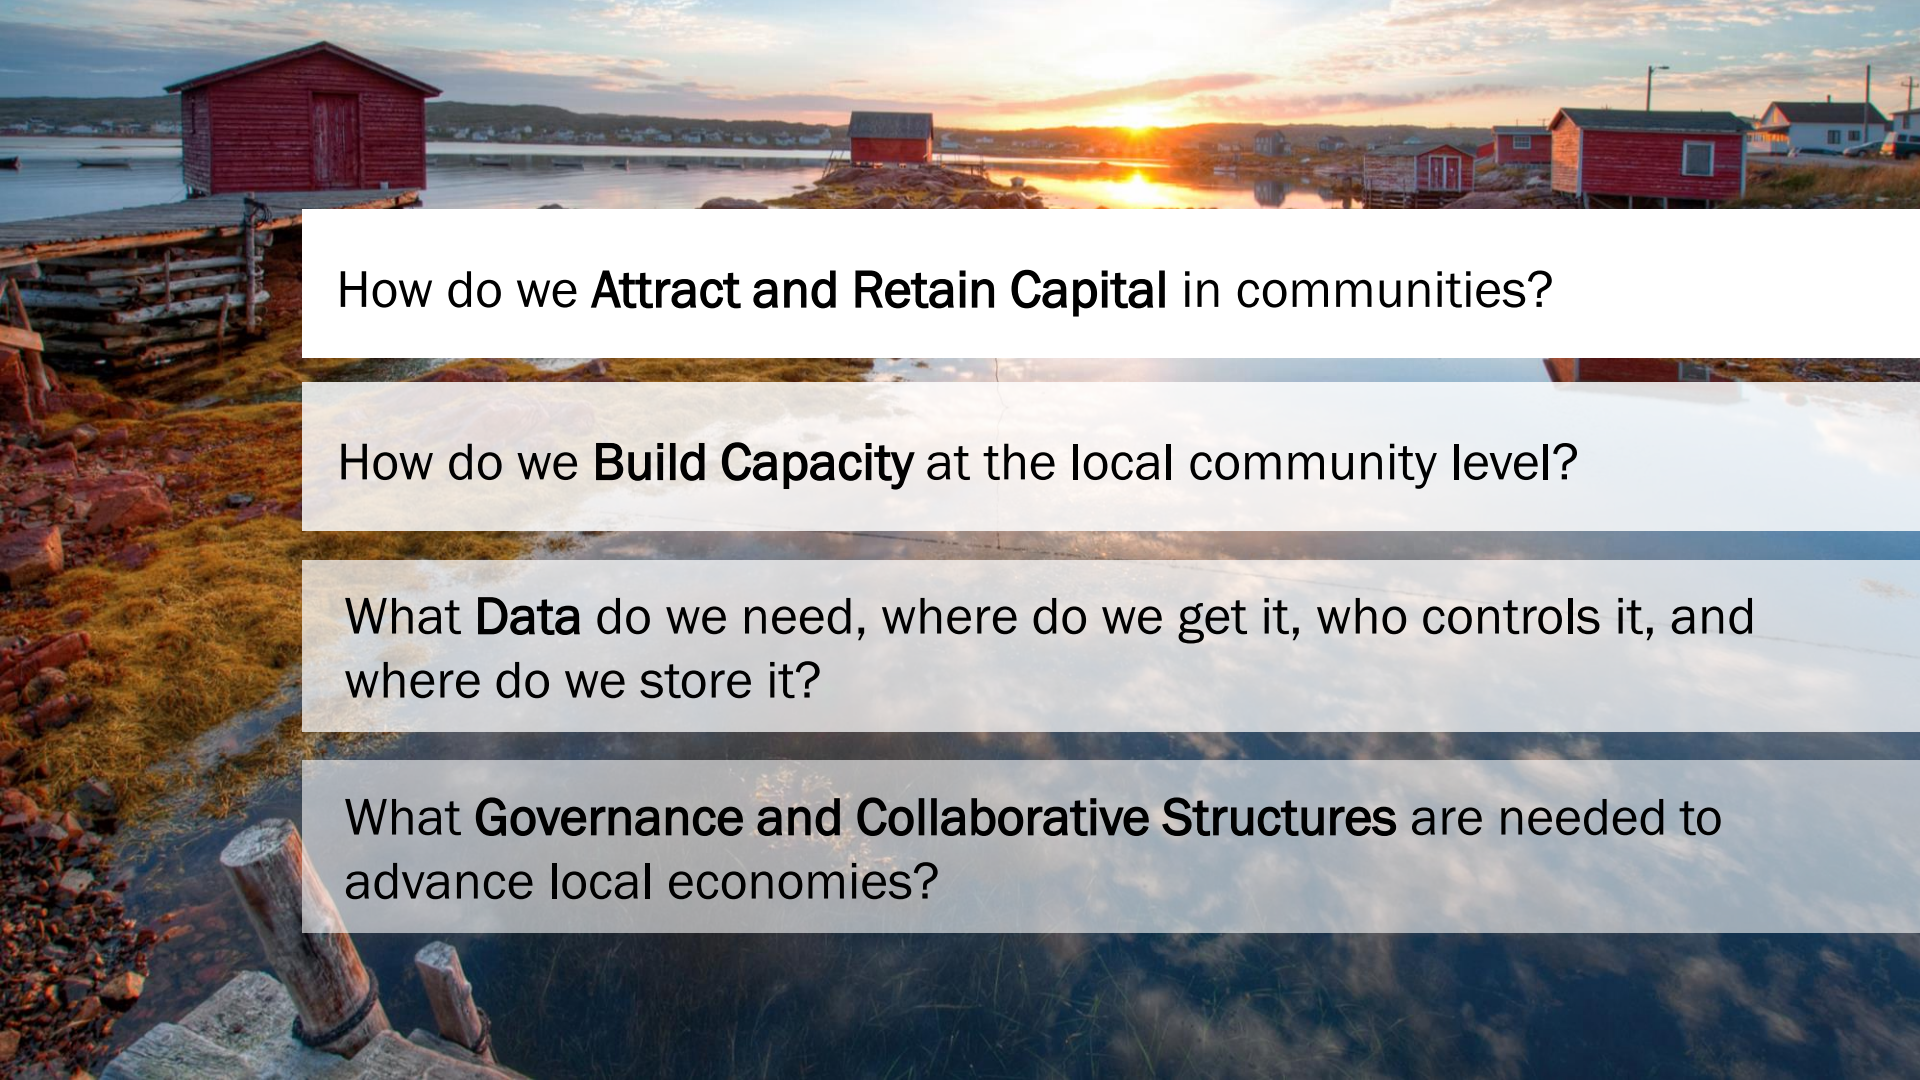 How do we Attract and Retain Capital in communities?
How do we Build Capacity at the local community level?
What Data do we need, where do we get it, who controls it, and
where do we store it?
What Governance and Collaborative Structures are needed to
advance local economies?